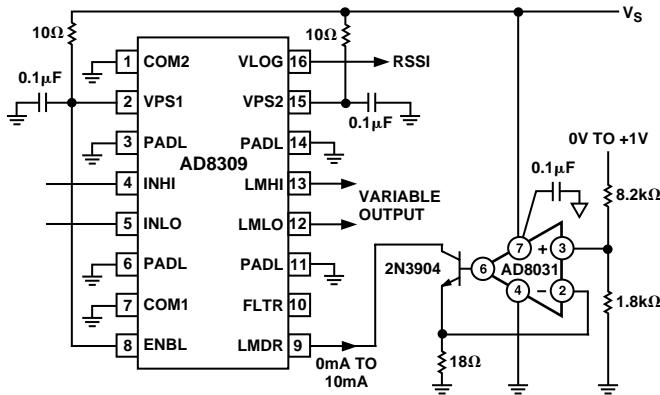 V_S
10Ω
10Ω
0.1µF
1 COM2 VLOG 16 RSSI
2 VPS1 VPS2 15
0.1µF
3 PADL PADL 14
AD8309
4 INHI LMHI 13
VARIABLE
OUTPUT
5 INLO LMLO 12
6 PADL PADL 11
7 COM1 FLTR 10
8 ENBL LMDR 9
0mA TO
10mA
2N3904
18Ω
0.1µF
7 + 3
6 AD8031
4 – 2
0V TO +1V
8.2kΩ
1.8kΩ